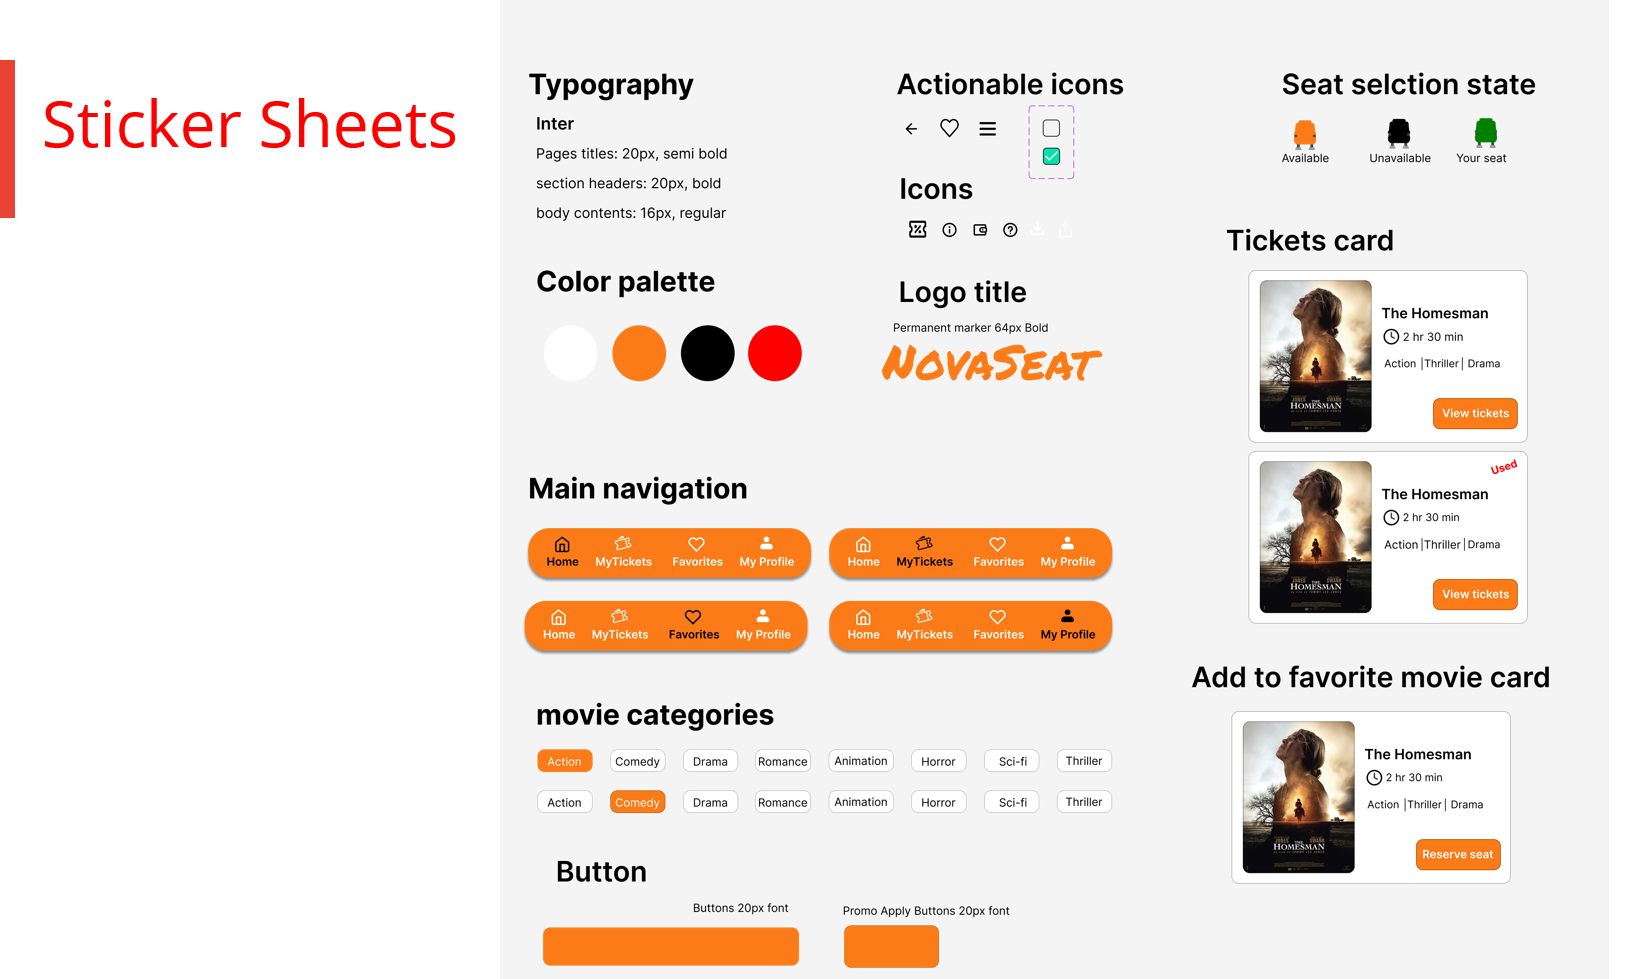 Sticker Sheets
Typography
Inter
Pages titles: 20px, semi bold
section headers: 20px, bold
body contents: 16px, regular
Color palette
Actionable icons
Icons
Logo title
Permanent marker 64px Bold
NovaSeat
Main navigation
Home MyTickets Favorites My Profile
Home MyTickets Favorites My Profile
Home MyTickets Favorites My Profile
Home MyTickets Favorites My Profile
movie categories
Action Comedy Drama Romance Animation Horror Sci-fi Thriller
Action Comedy Drama Romance Animation Horror Sci-fi Thriller
Button
Buttons 20px font
Promo Apply Buttons 20px font
Seat selction state
Available Unavailable Your seat
Tickets card
THE
HOMESMAN
The Homesman
2 hr 30 min
Action |Thriller| Drama
View tickets
Used
THE
HOMESMAN
The Homesman
2 hr 30 min
Action|Thriller|Drama
View tickets
Add to favorite movie card
THE
HOMESMAN
The Homesman
2 hr 30 min
Action |Thriller| Drama
Reserve seat